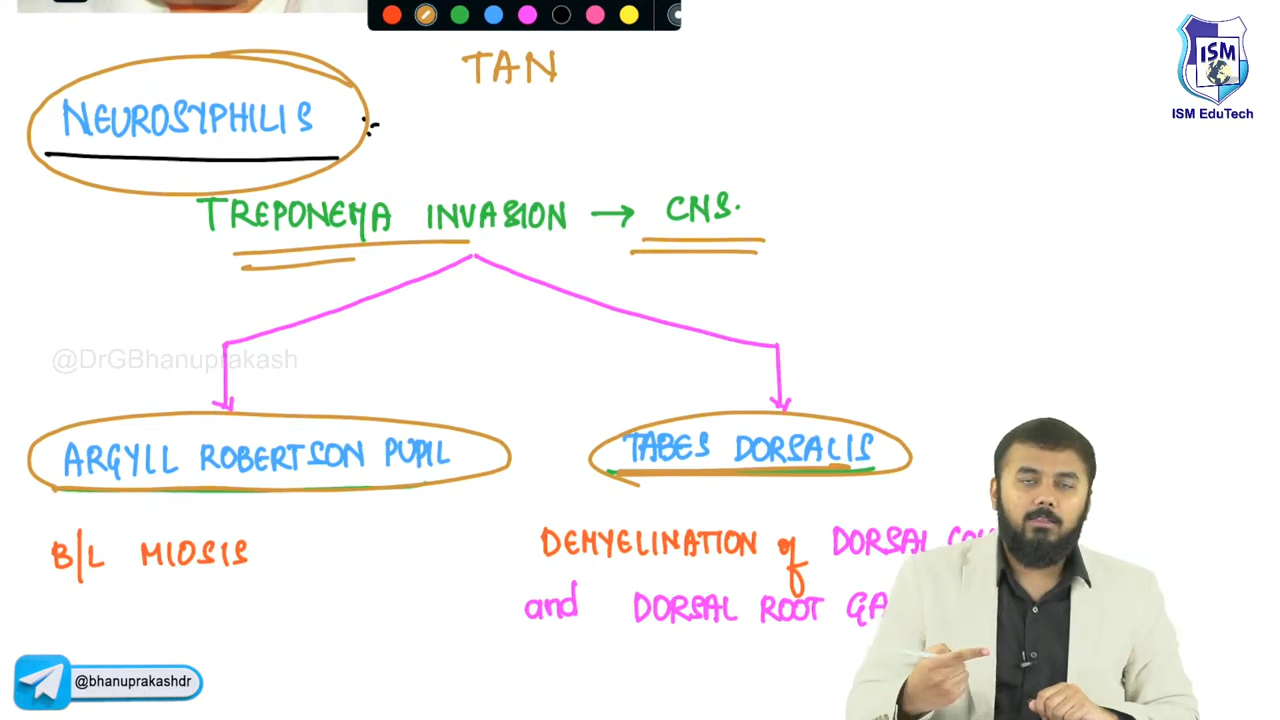 TAN
ISM
ISM EduTech
NEUROSYPHILIS
TREPONEMA INVASION → CNS.
@DrGBhanuprakash
ARGYLL ROBERTSON PUPIL
TABES DORSALIS
B/L MIOSIS
DEMYELINATION of DORSAL
and DORSAL ROOT
@bhanuprakashdr